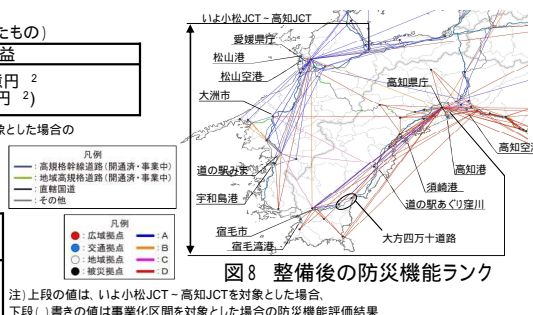 たもの)
益
円 2
円 2)
象とした場合の
凡例
: 高規格幹線道路(開通済・事業中)
: 地域高規格道路(開通済・事業中)
: 直轄国道
: その他
凡例
: 広域拠点
: 交通拠点
: 地域拠点
: 被災拠点
: A
: B
: C
: D
いよ小松JCT~高知JCT
愛媛県庁
松山港
松山空港
大洲市
高知県庁
高知空
高知港
須崎港
道の駅あぐり窪川
道の駅みま
宇和島港
宿毛市
宿毛湾港
大方四万十道路
図8 整備後の防災機能ランク
注)上段の値は、いよ小松JCT~高知JCTを対象とした場合、
下段( )書きの値は事業化区間を対象とした場合の防災機能評価結果